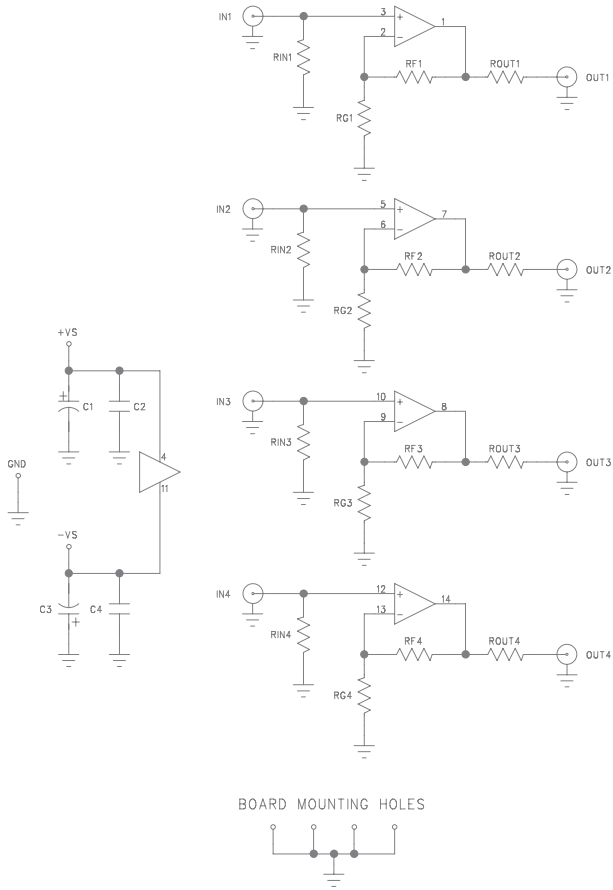 IN1
3
+
1
2
−
RIN1
RF1
ROUT1
OUT1
RG1
IN2
5
+
7
6
−
RIN2
RF2
ROUT2
OUT2
RG2
+VS
+
C1
C2
4
11
GND
−VS
C3
+
C4
IN3
10
+
8
9
−
RIN3
RF3
ROUT3
OUT3
RG3
IN4
12
+
14
13
−
RIN4
RF4
ROUT4
OUT4
RG4
BOARD MOUNTING HOLES